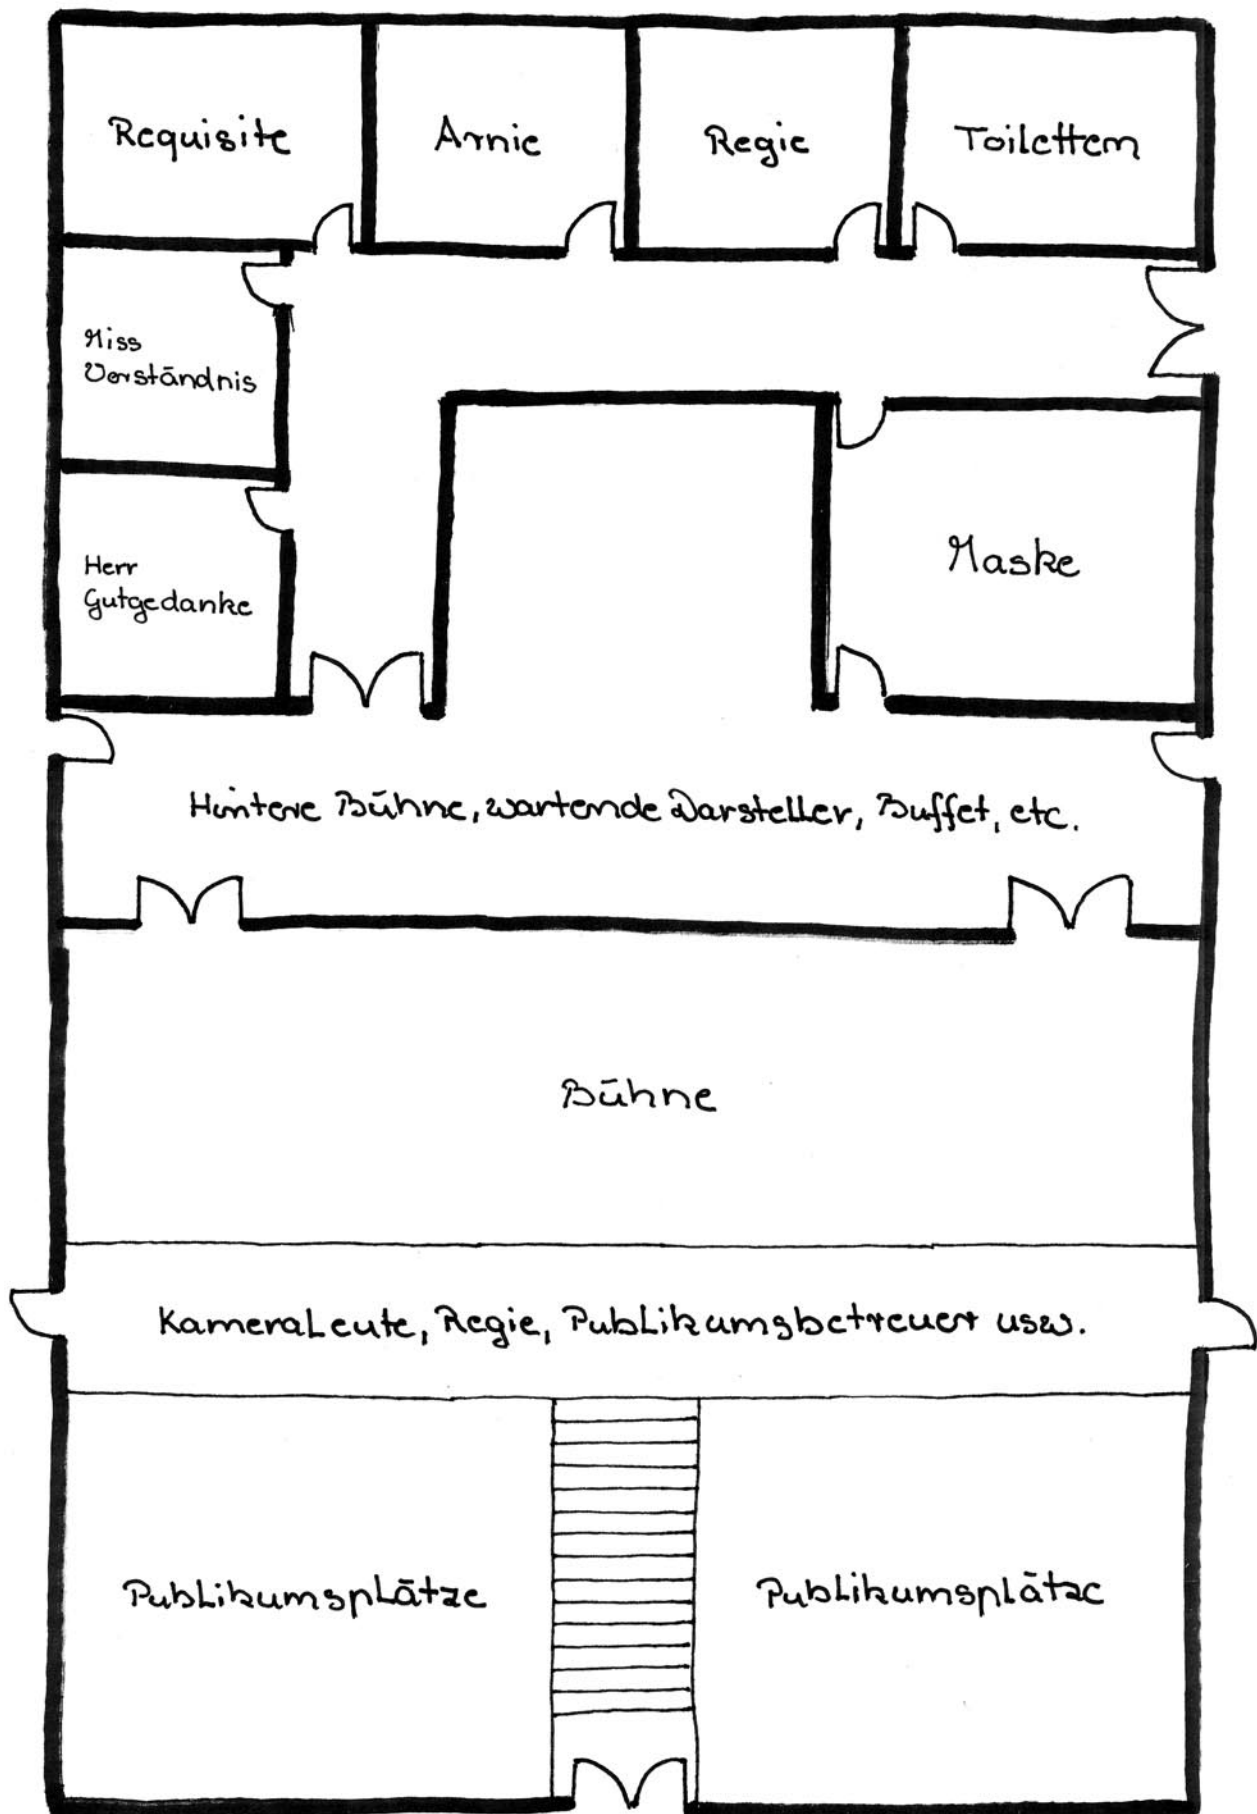 Requisite
Arnie
Regie
Toiletten
Miss
Verständnis
Herr
Gutgedanke
Maske
Hintere Bühne, wartende Darsteller, Buffet, etc.
Bühne
Kameraleute, Regie, Publikumsbetreuer usw.
Publikumsplätze
Publikumsplätze